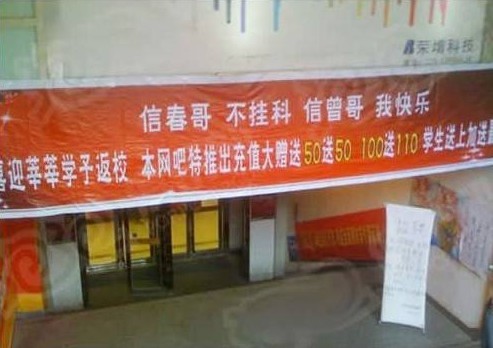 荣
科技
信春哥 不挂科 信曾哥 我快乐
喜迎莘莘学子返校 本网吧特推出充值大赠送50送50 100送110 学生送上加送